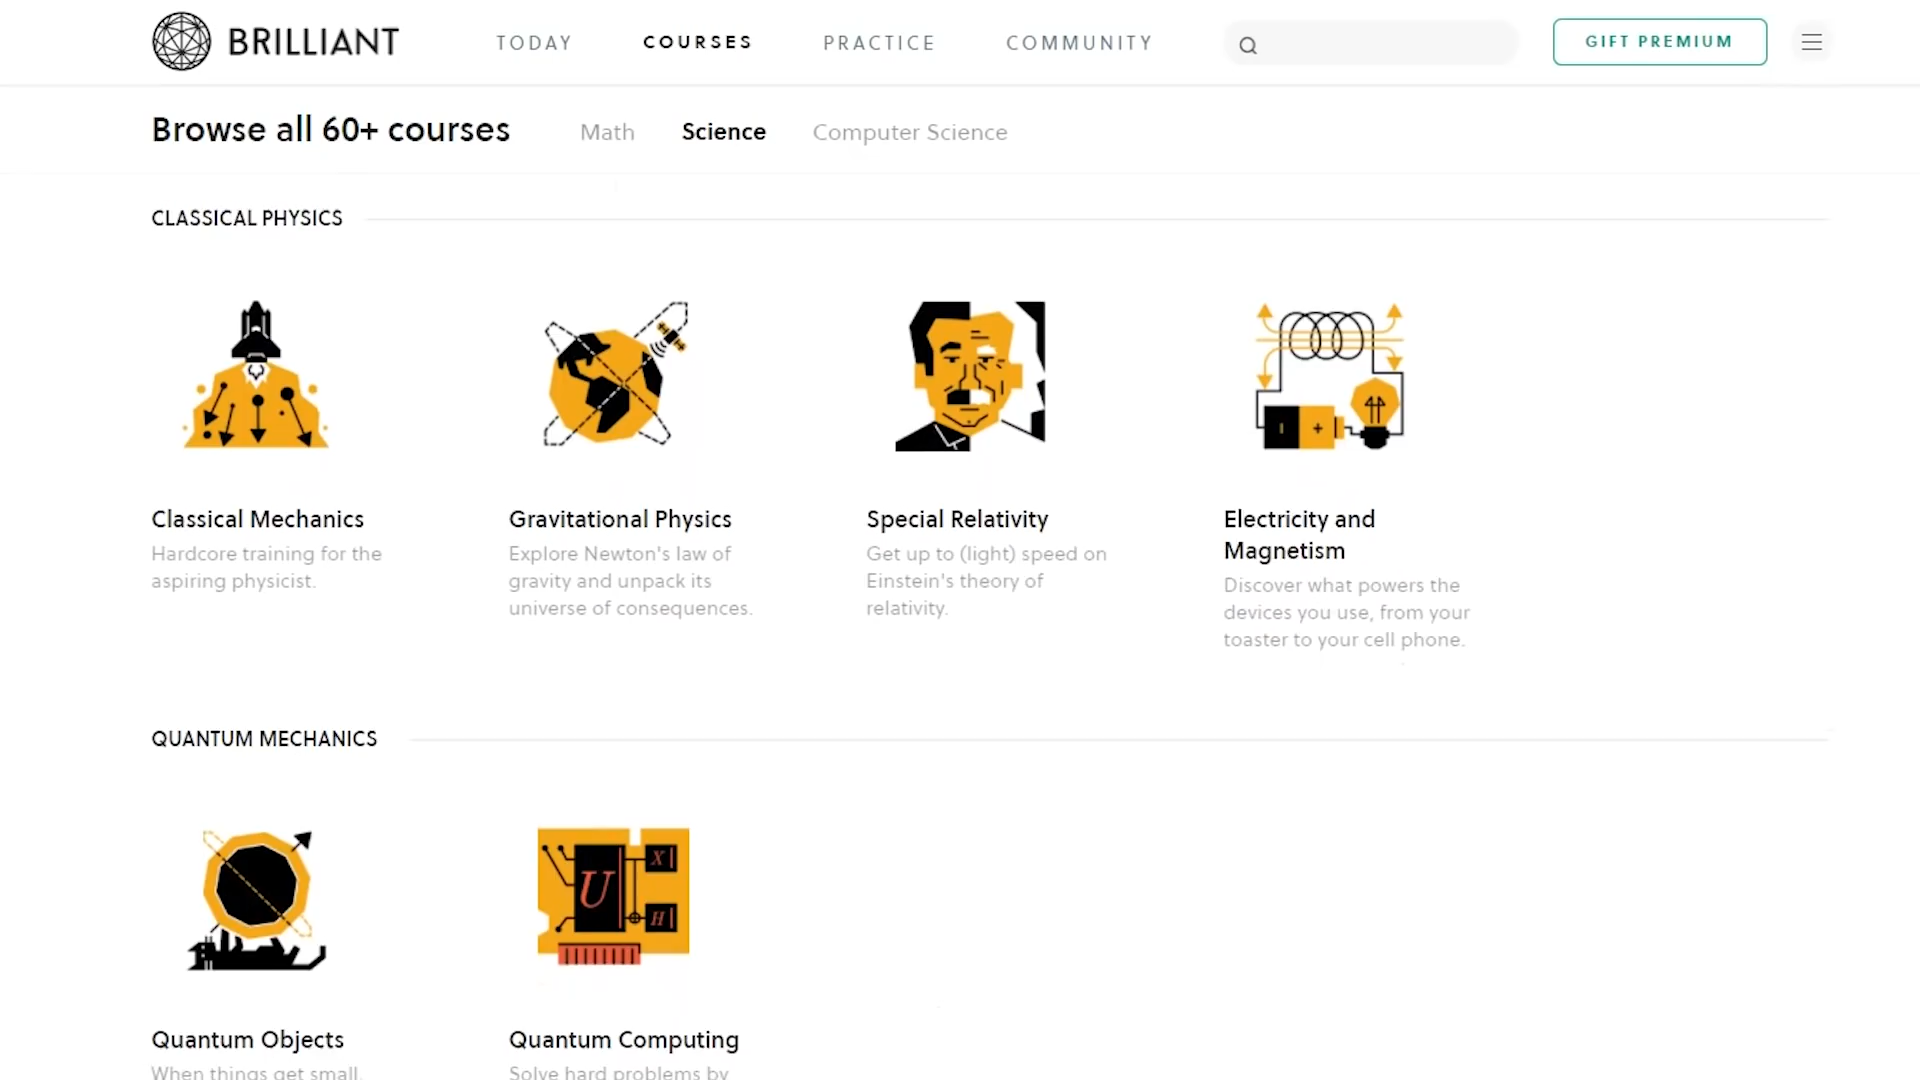 BRILLIANT
TODAY
COURSES
PRACTICE
COMMUNITY
GIFT PREMIUM
Browse all 60+ courses
Math
Science
Computer Science
CLASSICAL PHYSICS
Classical Mechanics
Hardcore training for the
aspiring physicist.
Gravitational Physics
Explore Newton's law of
gravity and unpack its
universe of consequences.
Special Relativity
Get up to (light) speed on
Einstein's theory of
relativity.
Electricity and
Magnetism
Discover what powers the
devices you use, from your
toaster to your cell phone.
QUANTUM MECHANICS
U
X
H
Quantum Objects
When things get small,
Quantum Computing
Solve hard problems by